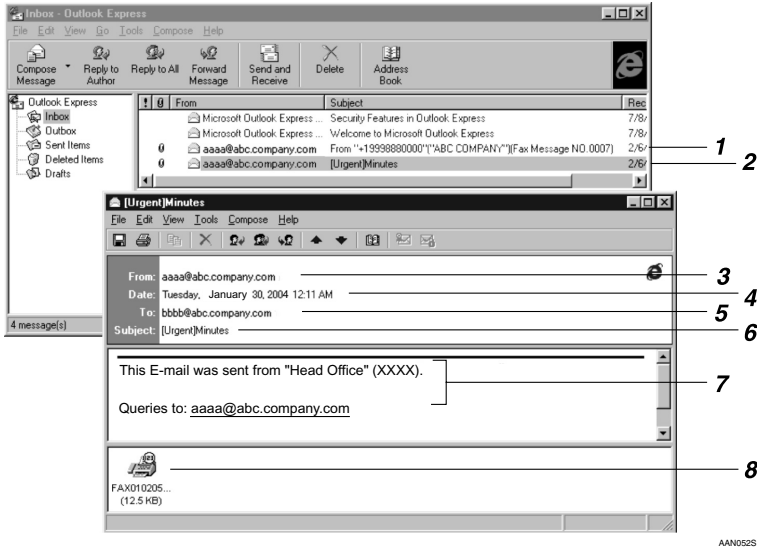 Inbox - Outlook Express
File Edit View Go Tools Compose Help
Compose Message
Reply to Author
Reply to All
Forward Message
Send and Receive
Delete
Address Book
Outlook Express
Inbox
Outbox
Sent Items
Deleted Items
Drafts
! From Subject Rec
Microsoft Outlook Express ... Security Features in Outlook Express 7/8/
Microsoft Outlook Express ... Welcome to Microsoft Outlook Express 7/8/
aaaa@abc.company.com From "+19998880000"("ABC COMPANY")(Fax Message NO.0007) 2/6/
aaaa@abc.company.com [Urgent]Minutes 2/6/
1
2
4 message(s)
[Urgent]Minutes
File Edit View Tools Compose Help
From: aaaa@abc.company.com
3
Date: Tuesday, January 30, 2004 12:11 AM
4
To: bbbb@abc.company.com
5
Subject: [Urgent]Minutes
6
This E-mail was sent from "Head Office" (XXXX).
7
Queries to: aaaa@abc.company.com
8
FAX010205...
(12.5 KB)
AAN052S